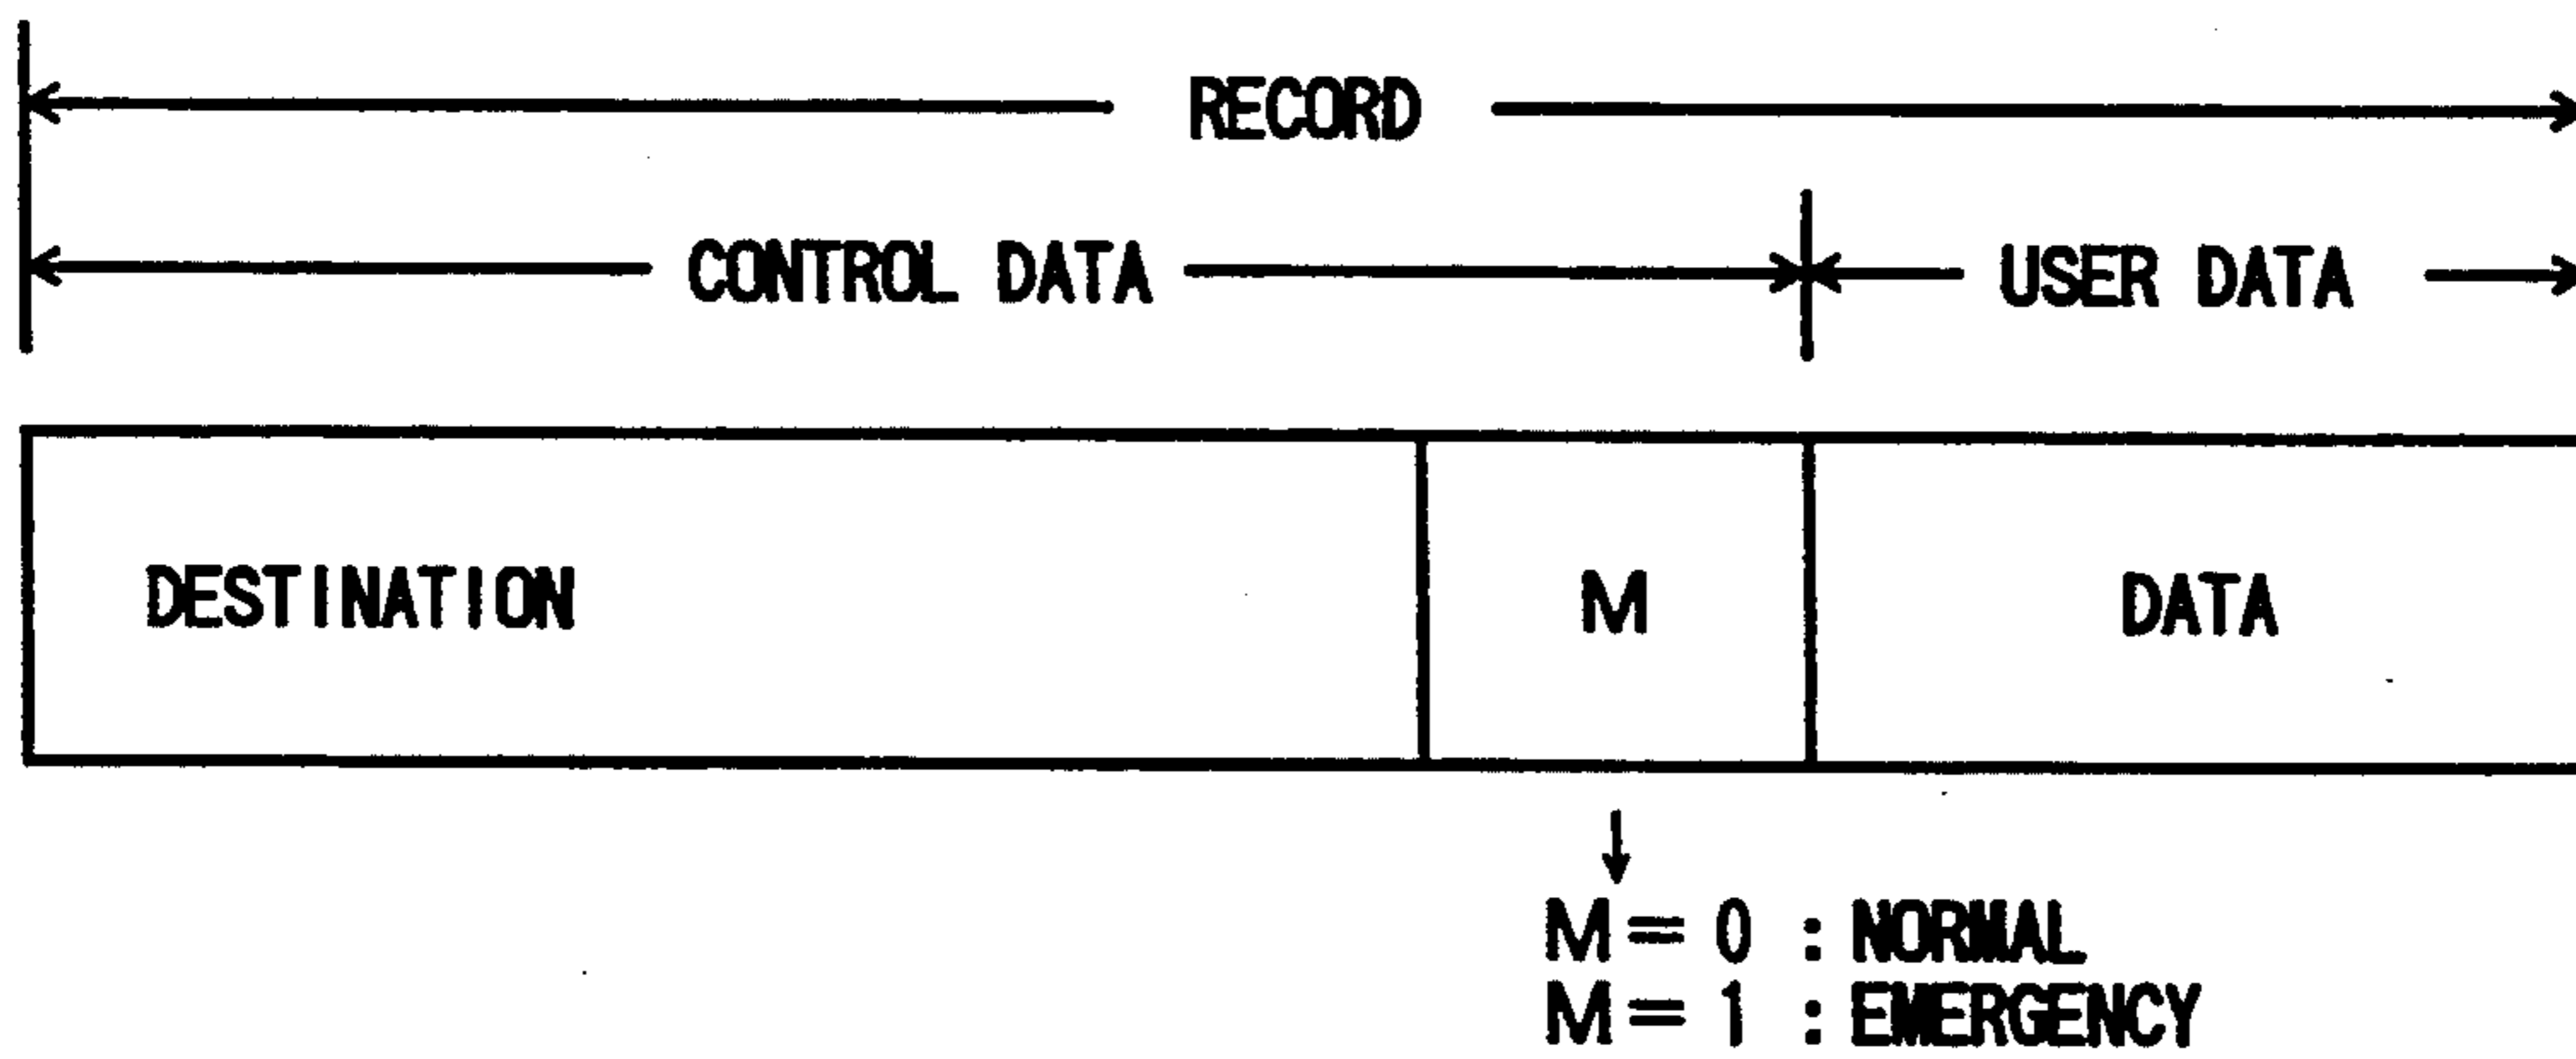 RECORD
CONTROL DATA USER DATA
DESTINATION M DATA
M=0 : NORMAL
M=1 : EMERGENCY